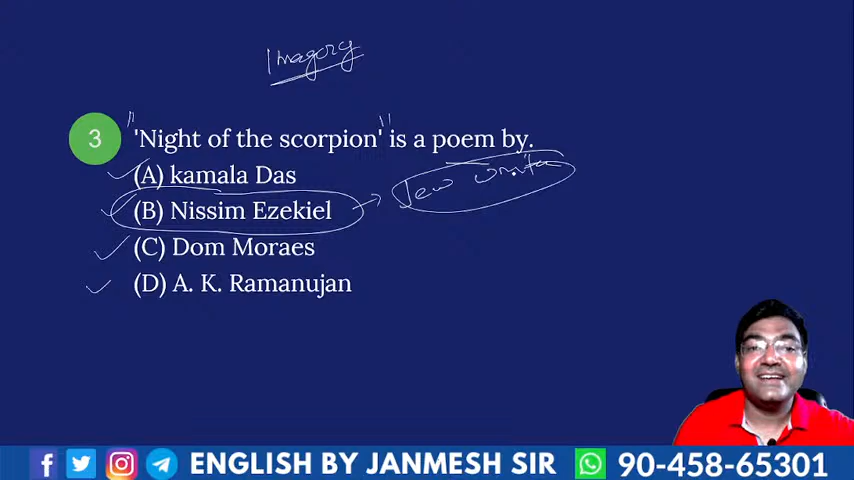 Imagery
3 "'Night of the scorpion'" is a poem by.
(A) kamala Das
(B) Nissim Ezekiel → Jew writer
(C) Dom Moraes
(D) A. K. Ramanujan
ENGLISH BY JANMESH SIR 90-458-65301